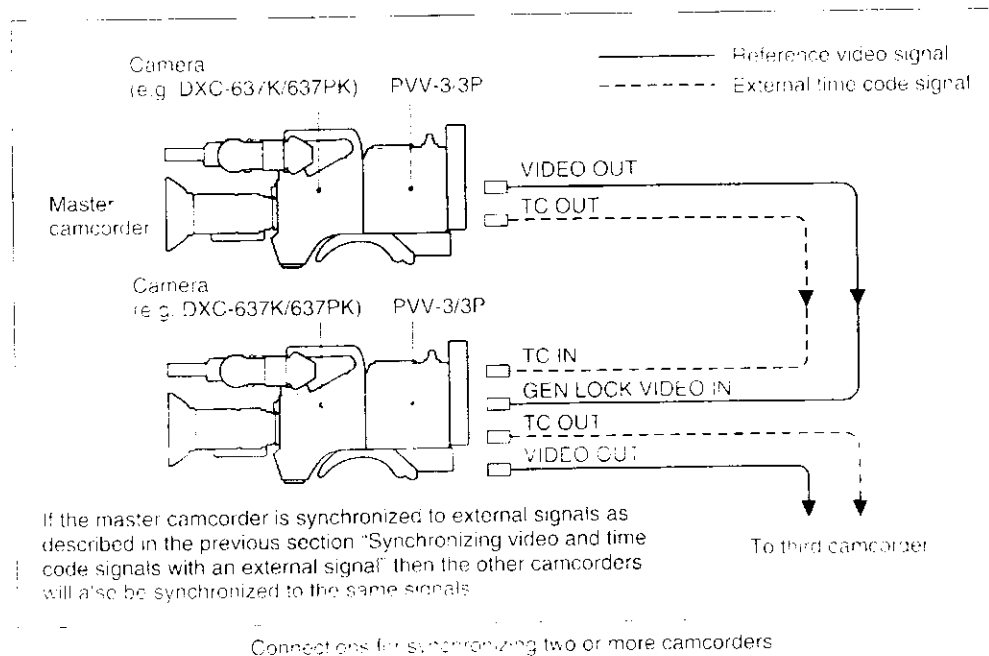 Camera
(e.g. DXC-637K/637PK)
PVV-3-3P
Reference video signal
External time code signal
Master
camcorder
VIDEO OUT
TC OUT
Camera
(e.g. DXC-637K/637PK)
PVV-3/3P
TC IN
GEN LOCK VIDEO IN
TC OUT
VIDEO OUT
If the master camcorder is synchronized to external signals as
described in the previous section "Synchronizing video and time
code signals with an external signal" then the other camcorders
will also be synchronized to the same signals
To third camcorder
Connections for synchronizing two or more camcorders